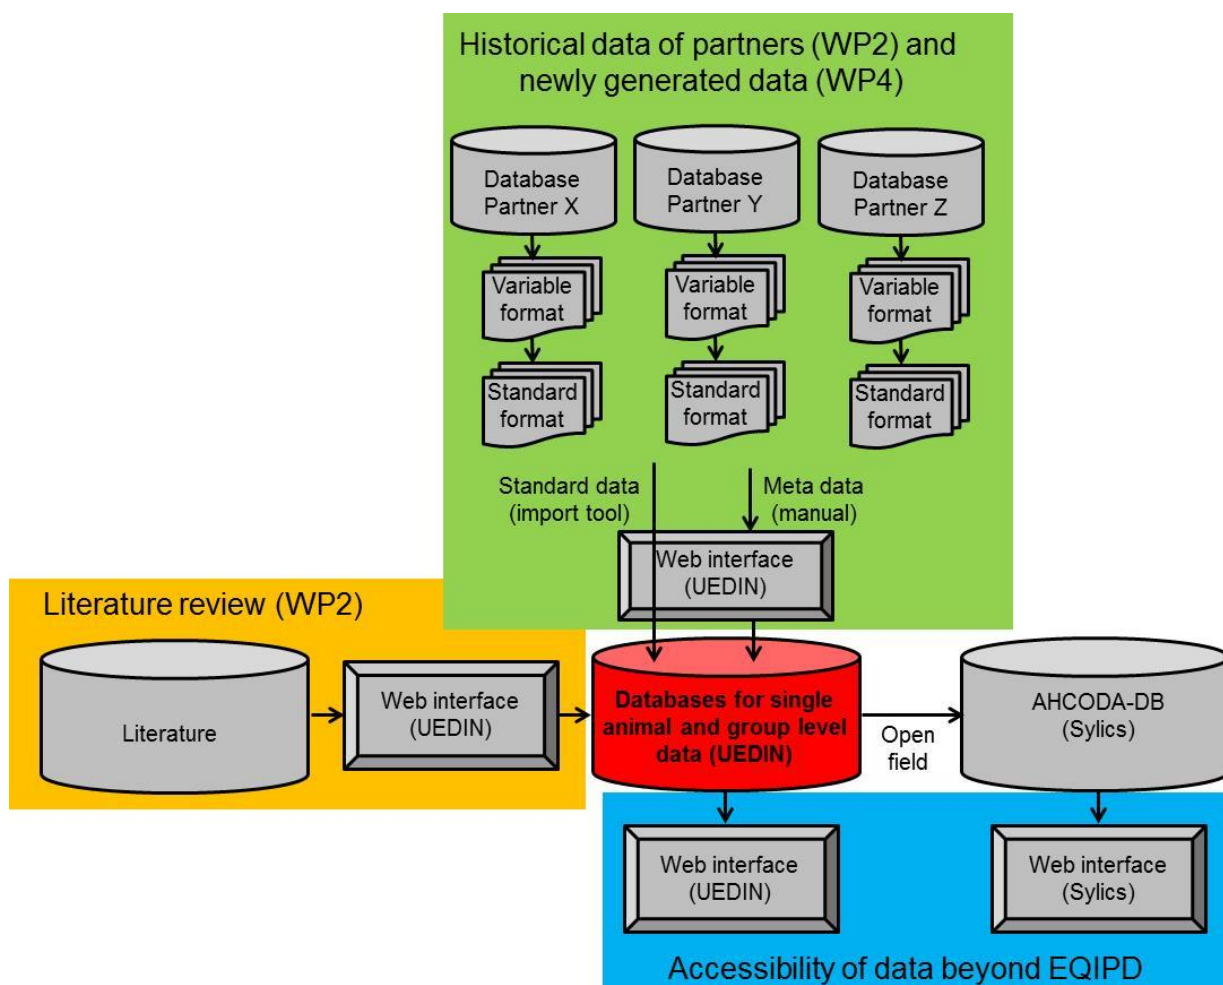 Historical data of partners (WP2) and
newly generated data (WP4)
Database
Partner X
Database
Partner Y
Database
Partner Z
Variable
format
Variable
format
Variable
format
Standard
format
Standard
format
Standard
format
Standard data
(import tool)
Meta data
(manual)
Web interface
(UEDIN)
Literature review (WP2)
Literature
Web interface
(UEDIN)
Databases for single
animal and group level
data (UEDIN)
Open
field
AHCODA-DB
(Sylics)
Web interface
(UEDIN)
Web interface
(Sylics)
Accessibility of data beyond EQIPD